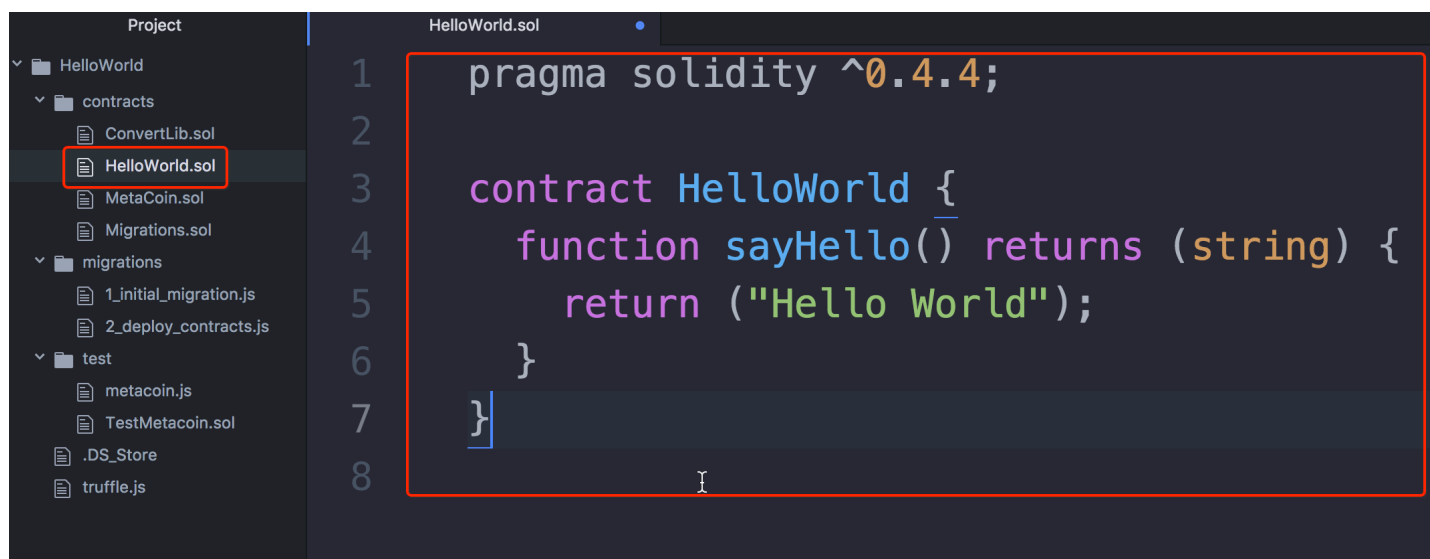 Project
HelloWorld
contracts
ConvertLib.sol
HelloWorld.sol
MetaCoin.sol
Migrations.sol
migrations
1_initial_migration.js
2_deploy_contracts.js
test
metacoin.js
TestMetacoin.sol
.DS_Store
truffle.js
HelloWorld.sol
1 pragma solidity ^0.4.4;
2
3 contract HelloWorld {
4   function sayHello() returns (string) {
5     return ("Hello World");
6   }
7 }
8